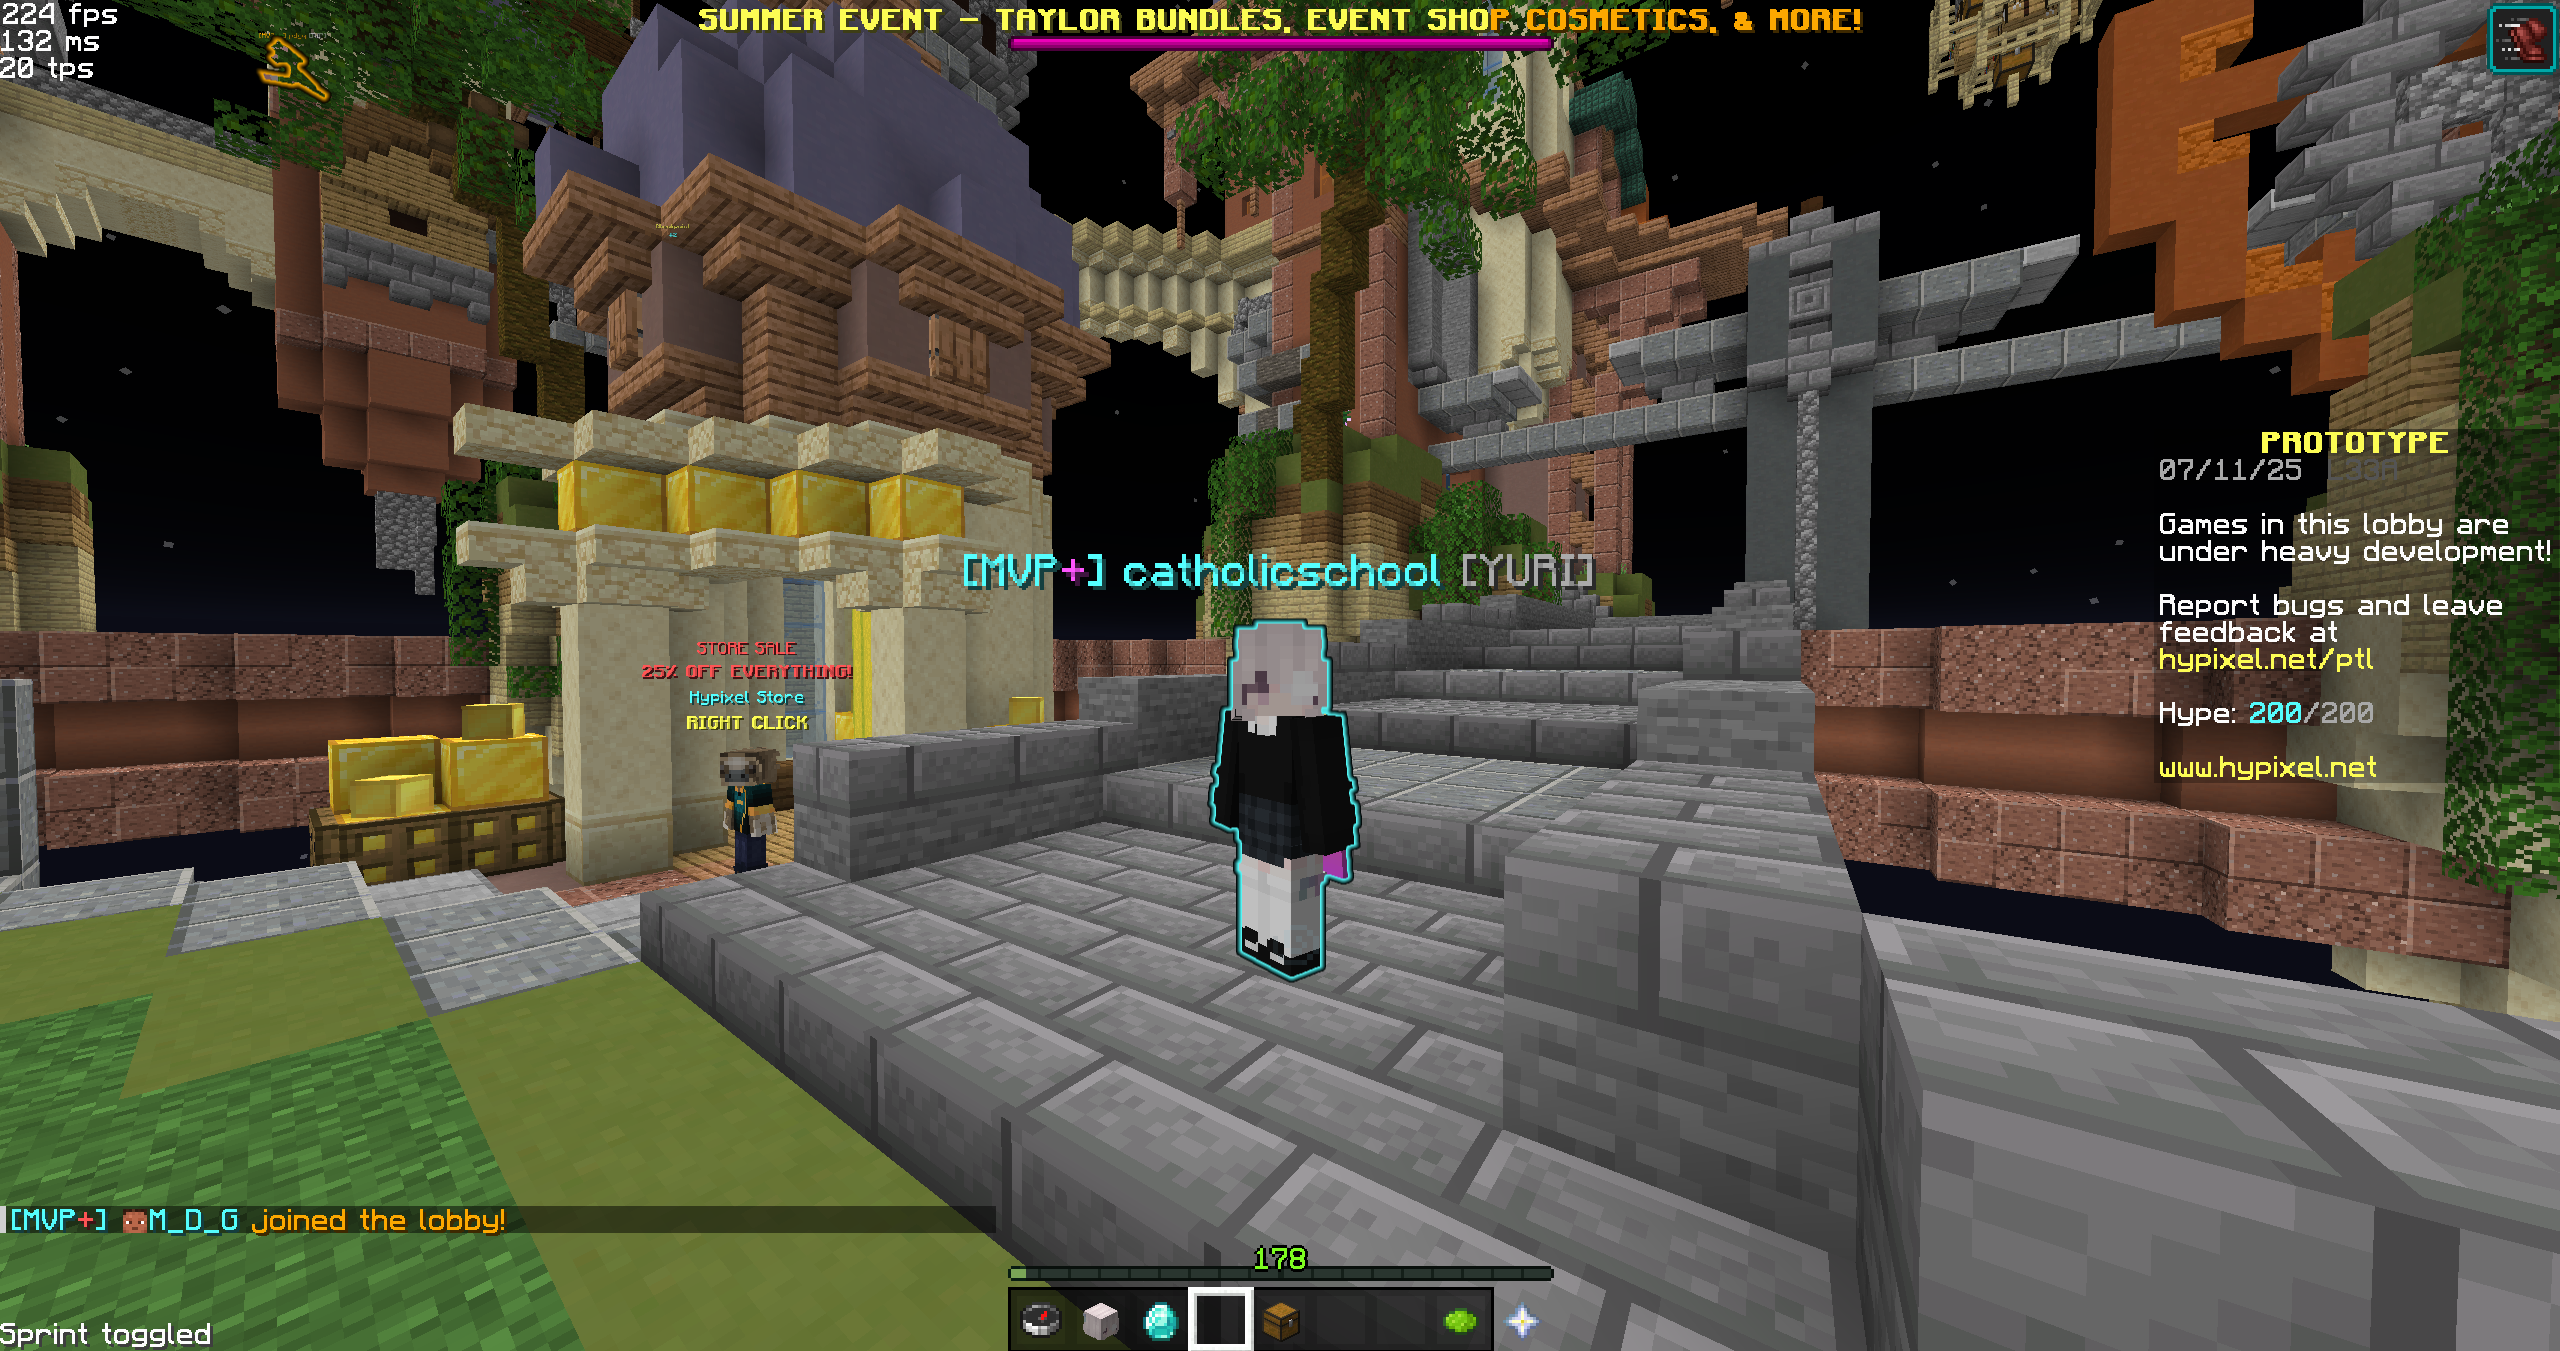 224 fps
132 ms
20 tps
SUMMER EVENT – TAYLOR BUNDLES, EVENT SHOP COSMETICS, & MORE!
[MVP+] catholicschool [YURI]
STORE SALE
25% OFF EVERYTHING!
Hypixel Store
RIGHT CLICK
PROTOTYPE
07/11/25
Games in this lobby are
under heavy development!
Report bugs and leave
feedback at
hypixel.net/ptl
Hype: 200/200
www.hypixel.net
[MVP+] M_D_G joined the lobby!
178
Sprint toggled